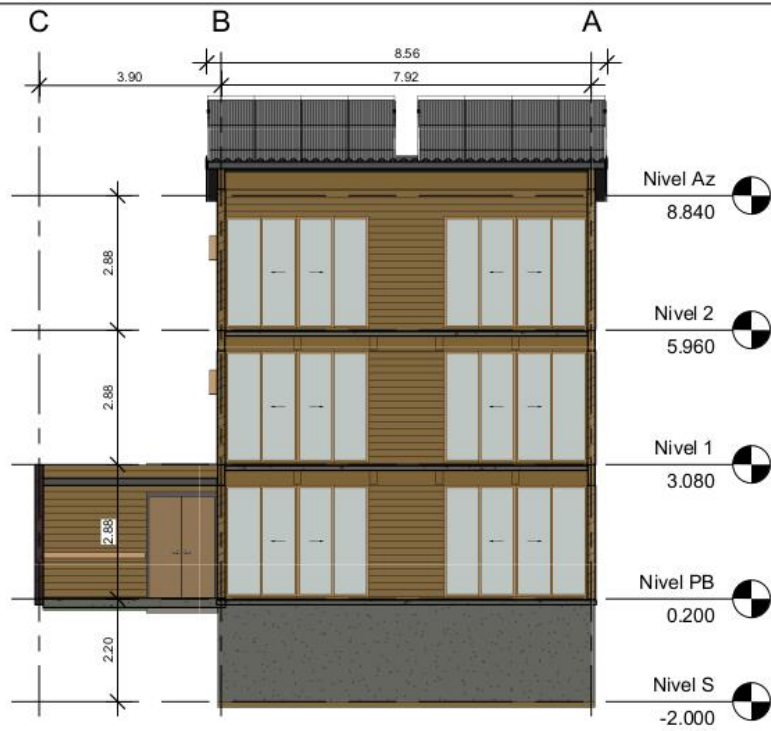 C
B
A
8.56
3.90
7.92
Nivel Az
8.840
2.88
Nivel 2
5.960
2.88
Nivel 1
3.080
2.88
Nivel PB
0.200
2.20
Nivel S
-2.000